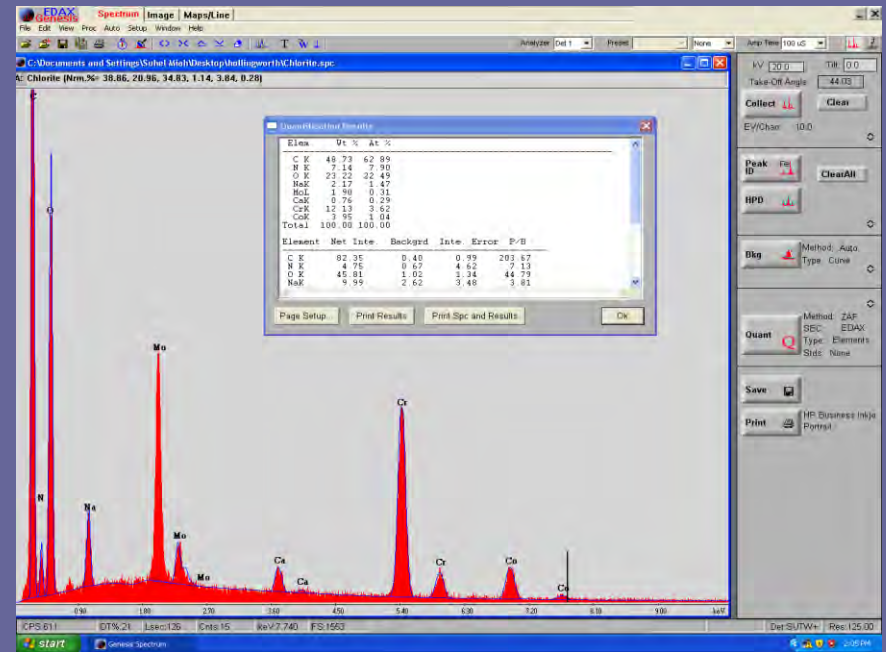 EDAX Genesis
Spectrum Image Maps/Line
File Edit View Proc Auto Setup Window Help
Analyzer Det 1 Preset None Amp Time 100 uS
C:\Documents and Settings\Suhel Miah\Desktop\hollingworth\Chlorite.spc
A: Chlorite (Nrm.%= 38.86, 20.96, 34.83, 1.14, 3.84, 0.28)
Quantification Results
Elem Wt % At %
C K 48.73 62.89
N K 7.14 7.90
O K 23.22 22.49
NaK 2.17 1.47
MoL 1.90 0.31
CaK 0.76 0.29
CrK 12.13 3.62
CoK 3.95 1.04
Total 100.00 100.00
Element Net Inte. Backgrd Inte. Error P/B
C K 82.35 0.40 0.99 203.67
N K 4.75 0.67 4.62 7.13
O K 45.81 1.02 1.34 44.79
NaK 9.99 2.62 3.48 3.81
Page Setup... Print Results Print Spc and Results Ok
C
O
N
Na
Mo
Mo
Mo
Ca
Ca
Cr
Cr
Co
Co
0.90 1.80 2.70 3.60 4.50 5.40 6.30 7.20 8.10 9.00 keV
CPS:611 DT%:21 Lsec:126 Cnts:15 keV:7.740 FS:1553 Det:SUTW+ Res:125.00
kV 20.0 Tilt 0.0
Take-Off Angle 44.03
Collect Clear
EV/Chan 10.0
Peak ID Fe ClearAll
HPD
Bkg
Method: Auto
Type: Curve
Quant Q
Method: ZAF
SEC: EDAX
Type: Elements
Stds: None
Save
Print
HP Business Inkje
Portrait
start Genesis Spectrum 2:05 PM